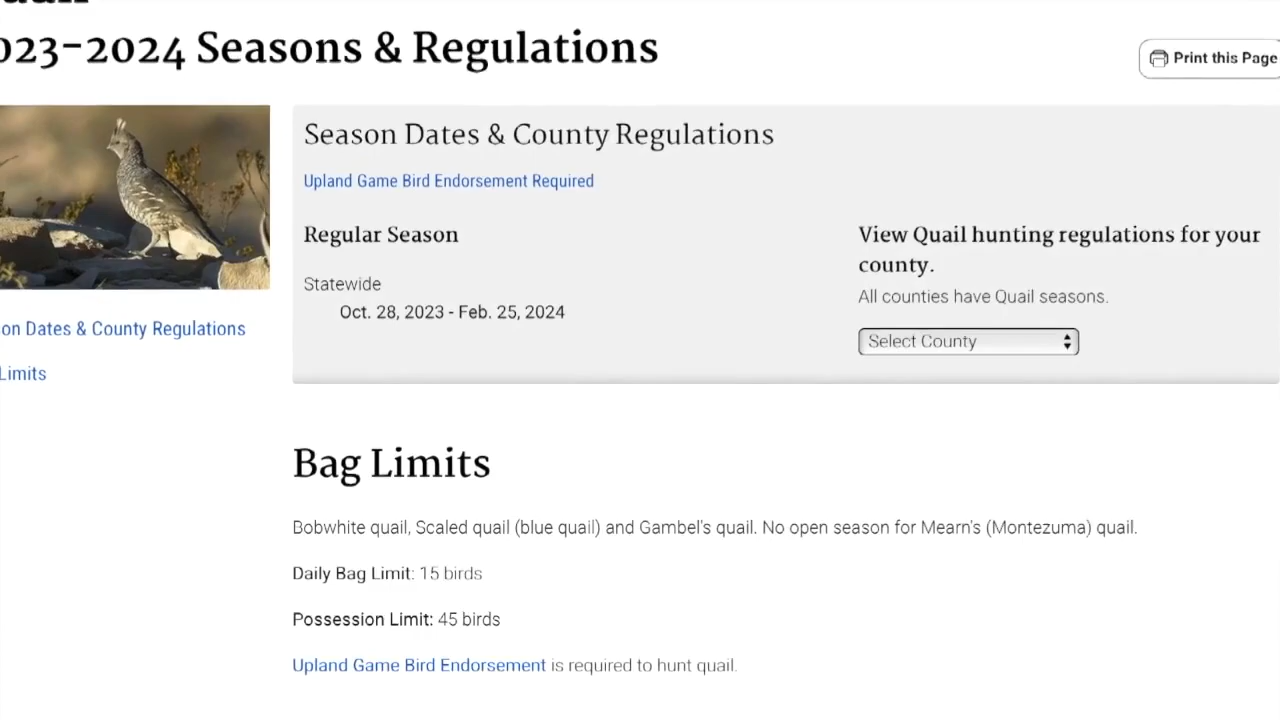 023-2024 Seasons & Regulations
Print this Page
Season Dates & County Regulations
Upland Game Bird Endorsement Required
Regular Season
Statewide
Oct. 28, 2023 - Feb. 25, 2024
View Quail hunting regulations for your
county.
All counties have Quail seasons.
Select County
on Dates & County Regulations
Limits
Bag Limits
Bobwhite quail, Scaled quail (blue quail) and Gambel's quail. No open season for Mearn's (Montezuma) quail.
Daily Bag Limit: 15 birds
Possession Limit: 45 birds
Upland Game Bird Endorsement is required to hunt quail.